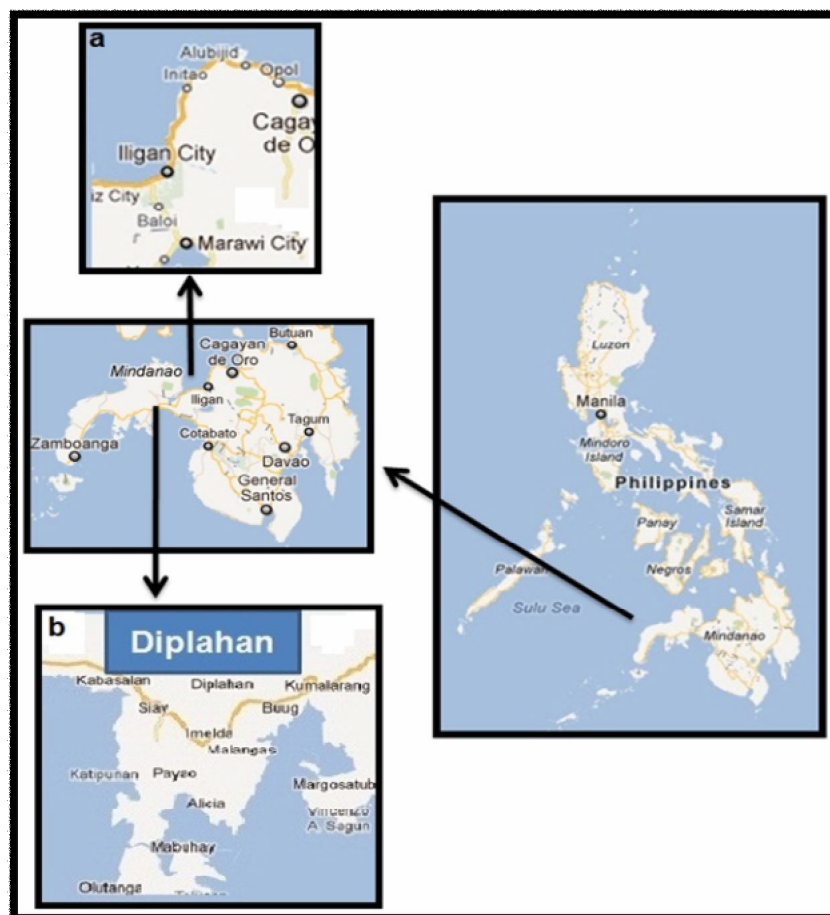 a
Alubijid
Opol
Initao
Cagay
de O
Iligan City
iz City
Baloi
Marawi City
Butuan
Cagayan
de Oro
Mindanao
Iligan
Tagum
Cotabato
Zamboanga
Davao
General
Santos
b
Diplahan
Kabasalan
Diplahan
Kumalarang
Siay
Buug
Imelda
Malangas
Katipunan
Payao
Margosatub
Alicia
Vincenzo
A. Sagun
Mabuhay
Olutanga
Luzon
Manila
Mindoro
Island
Philippines
Samar
Island
Panay
Palawan
Negros
Sulu Sea
Mindanao